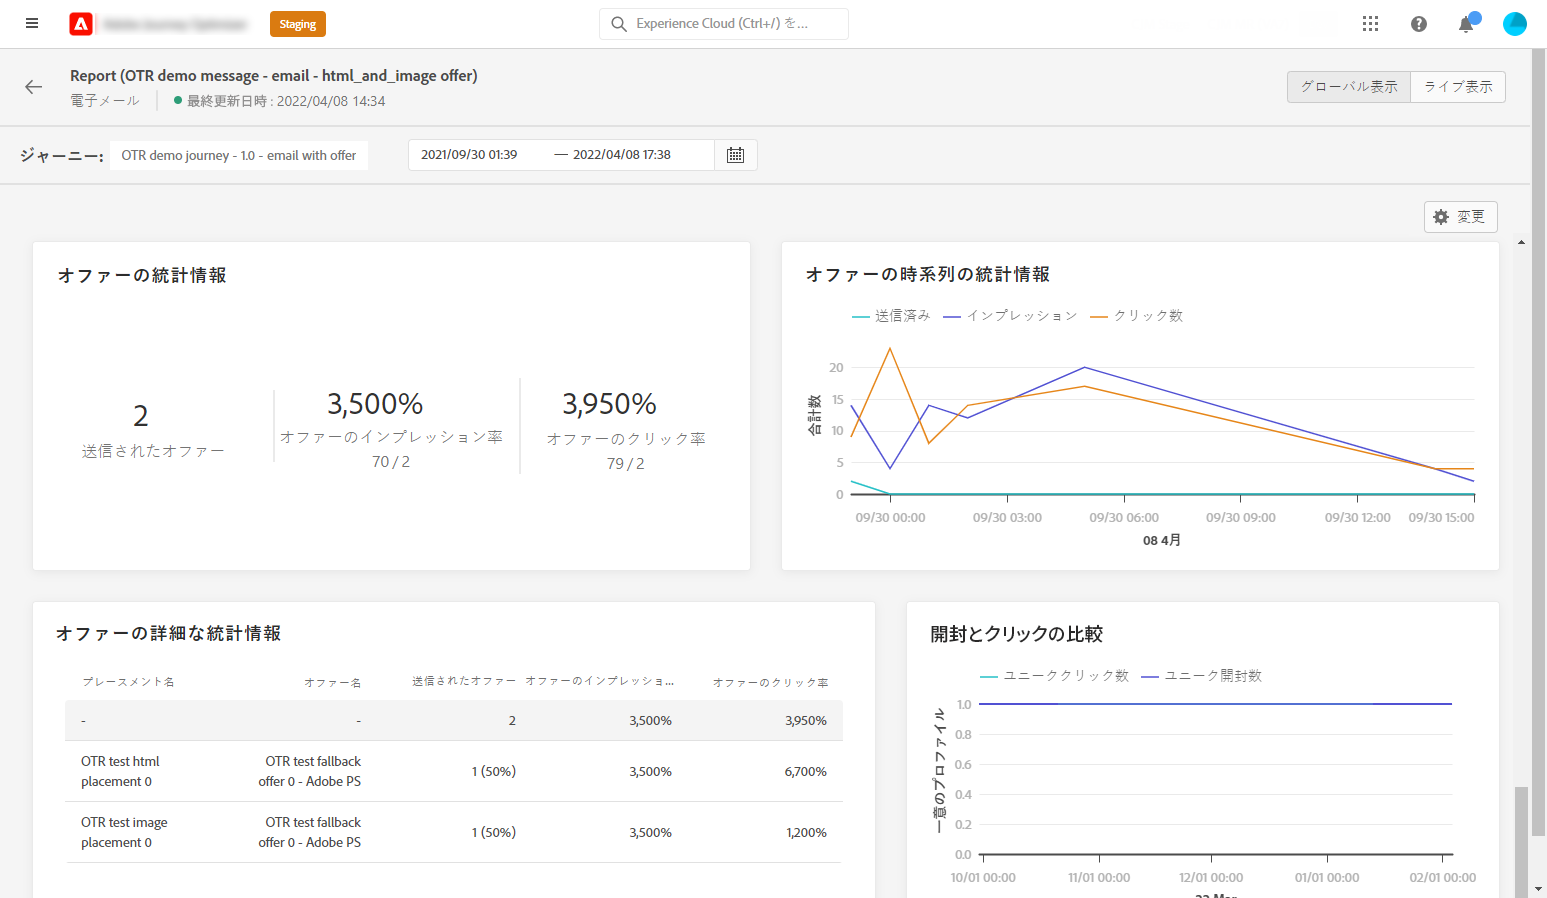 Staging
Experience Cloud (Ctrl+/) を...
Report (OTR demo message - email - html_and_image offer)
電子メール
最終更新日時 : 2022/04/08 14:34
グローバル表示
ライブ表示
ジャーニー:
OTR demo journey - 1.0 - email with offer
2021/09/30 01:39 — 2022/04/08 17:38
変更
オファーの統計情報
2
送信されたオファー
3,500%
オファーのインプレッション率
70 / 2
3,950%
オファーのクリック率
79 / 2
オファーの時系列の統計情報
送信済み インプレッション クリック数
合計数
20
15
10
5
0
09/30 00:00 09/30 03:00 09/30 06:00 09/30 09:00 09/30 12:00 09/30 15:00
08 4月
オファーの詳細な統計情報
プレースメント名 オファー名 送信されたオファー オファーのインプレッショ... オファーのクリック率
- - 2 3,500% 3,950%
OTR test html placement 0 OTR test fallback offer 0 - Adobe PS 1 (50%) 3,500% 6,700%
OTR test image placement 0 OTR test fallback offer 0 - Adobe PS 1 (50%) 3,500% 1,200%
開封とクリックの比較
ユニーククリック数 ユニーク開封数
一意のプロファイル
1.0
0.8
0.6
0.4
0.2
0.0
10/01 00:00 11/01 00:00 12/01 00:00 01/01 00:00 02/01 00:00